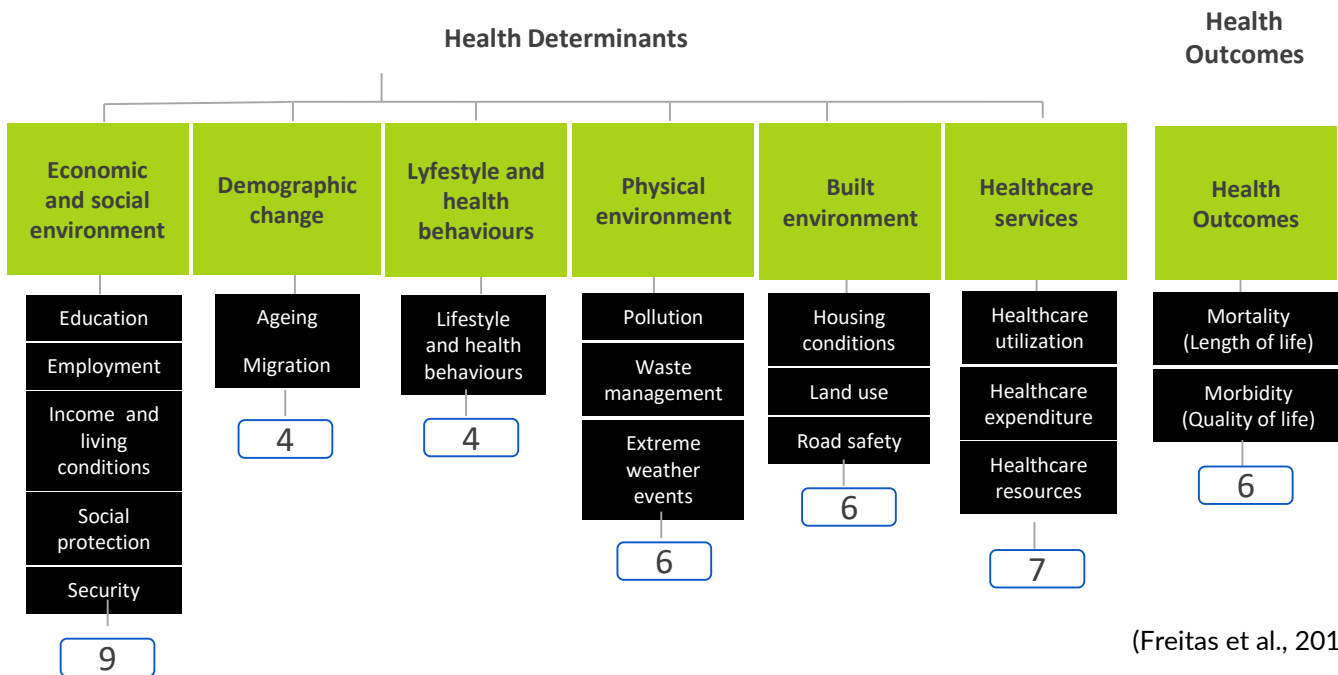 Health Determinants
Health
Outcomes
Economic
and social
environment
Demographic
change
Lyfestyle and
health
behaviours
Physical
environment
Built
environment
Healthcare
services
Health
Outcomes
Education
Employment
Income and
living
conditions
Social
protection
Security
9
Ageing
Migration
4
Lifestyle
and health
behaviours
4
Pollution
Waste
management
Extreme
weather
events
6
Housing
conditions
Land use
Road safety
6
Healthcare
utilization
Healthcare
expenditure
Healthcare
resources
7
Mortality
(Length of life)
Morbidity
(Quality of life)
6
(Freitas et al., 201